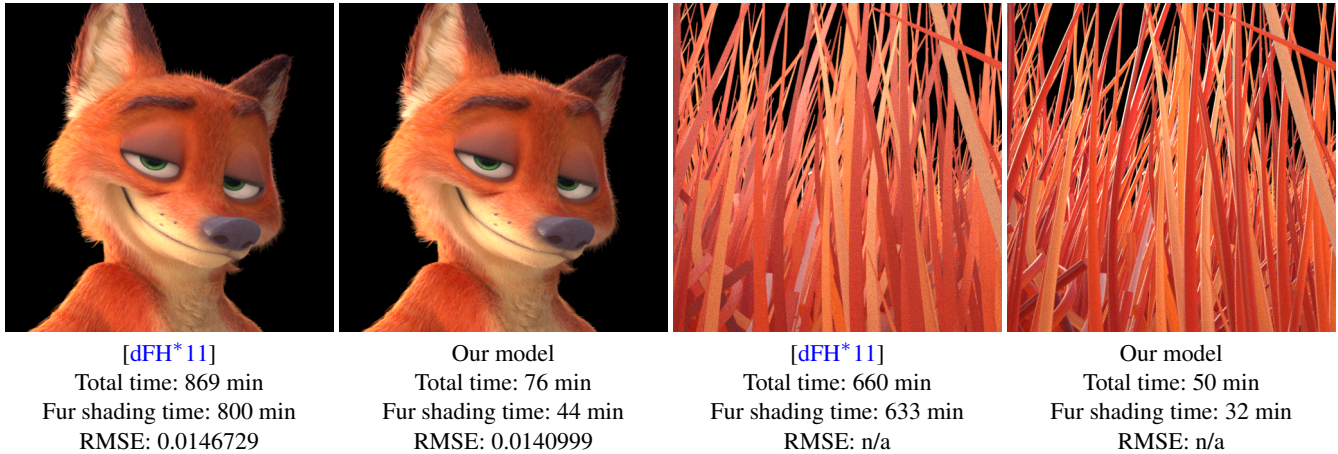 [dFH*11]
Total time: 869 min
Fur shading time: 800 min
RMSE: 0.0146729
Our model
Total time: 76 min
Fur shading time: 44 min
RMSE: 0.0140999
[dFH*11]
Total time: 660 min
Fur shading time: 633 min
RMSE: n/a
Our model
Total time: 50 min
Fur shading time: 32 min
RMSE: n/a